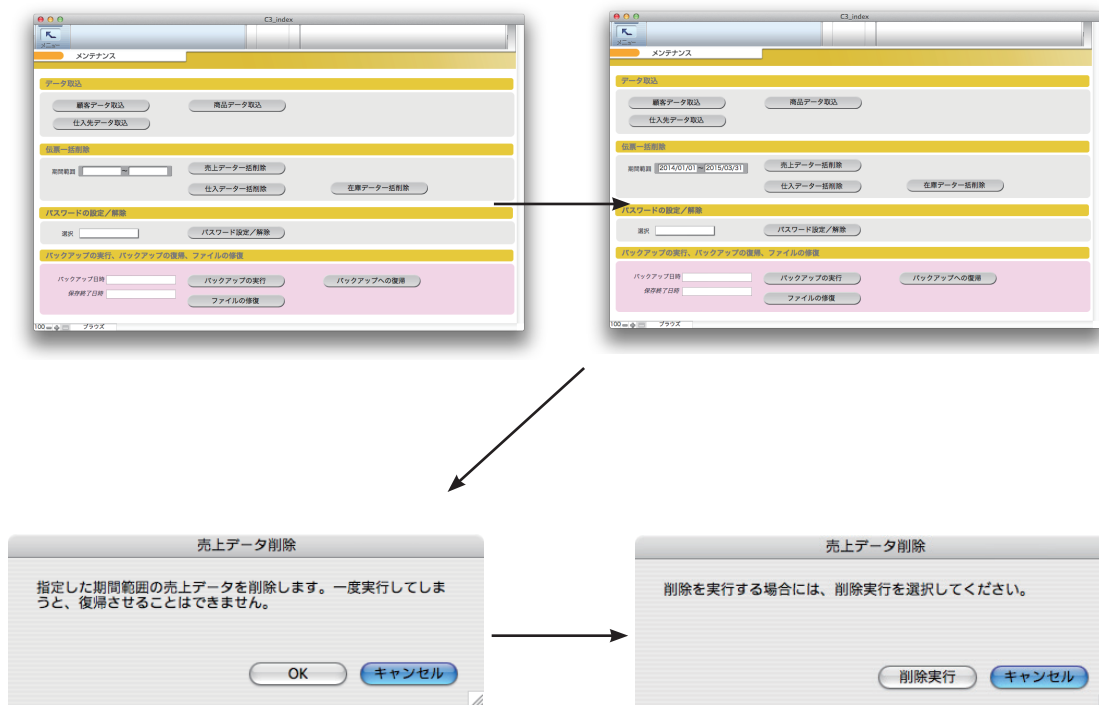 C3_index
メニュー
メンテナンス
データ取込
顧客データ取込
商品データ取込
仕入先データ取込
伝票一括削除
期間範囲
~
売上データー括削除
仕入データー括削除
在庫データー括削除
パスワードの設定／解除
選択
パスワード設定／解除
バックアップの実行、バックアップの復帰、ファイルの修復
バックアップ日時
バックアップの実行
バックアップへの復帰
保存終了日時
ファイルの修復
100
ブラウズ
C3_index
メニュー
メンテナンス
データ取込
顧客データ取込
商品データ取込
仕入先データ取込
伝票一括削除
期間範囲
2014/01/01 ~ 2015/03/31
売上データー括削除
仕入データー括削除
在庫データー括削除
パスワードの設定／解除
選択
パスワード設定／解除
バックアップの実行、バックアップの復帰、ファイルの修復
バックアップ日時
バックアップの実行
バックアップへの復帰
保存終了日時
ファイルの修復
100
ブラウズ
売上データ削除
指定した期間範囲の売上データを削除します。一度実行してしま
うと、復帰させることはできません。
OK
キャンセル
売上データ削除
削除を実行する場合には、削除実行を選択してください。
削除実行
キャンセル